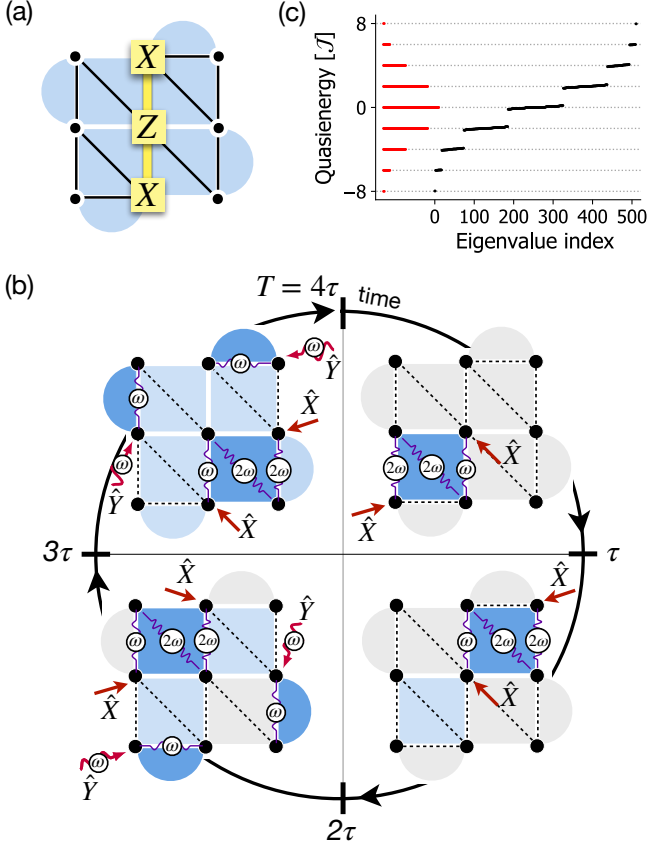 (a)
X
Z
X
(c)
Quasienergy [𝒥]
8
0
−8
0 100 200 300 400 500
Eigenvalue index
(b)
T = 4τ
time
ω
ω
Ŷ
X̂
ω
ω
ω
2ω
2ω
Ŷ
X̂
ω
2ω
ω
X̂
X̂
3τ
τ
X̂
Ŷ
ω
2ω
2ω
ω
X̂
ω
ω
ω
Ŷ
X̂
ω
2ω
2ω
X̂
2τ